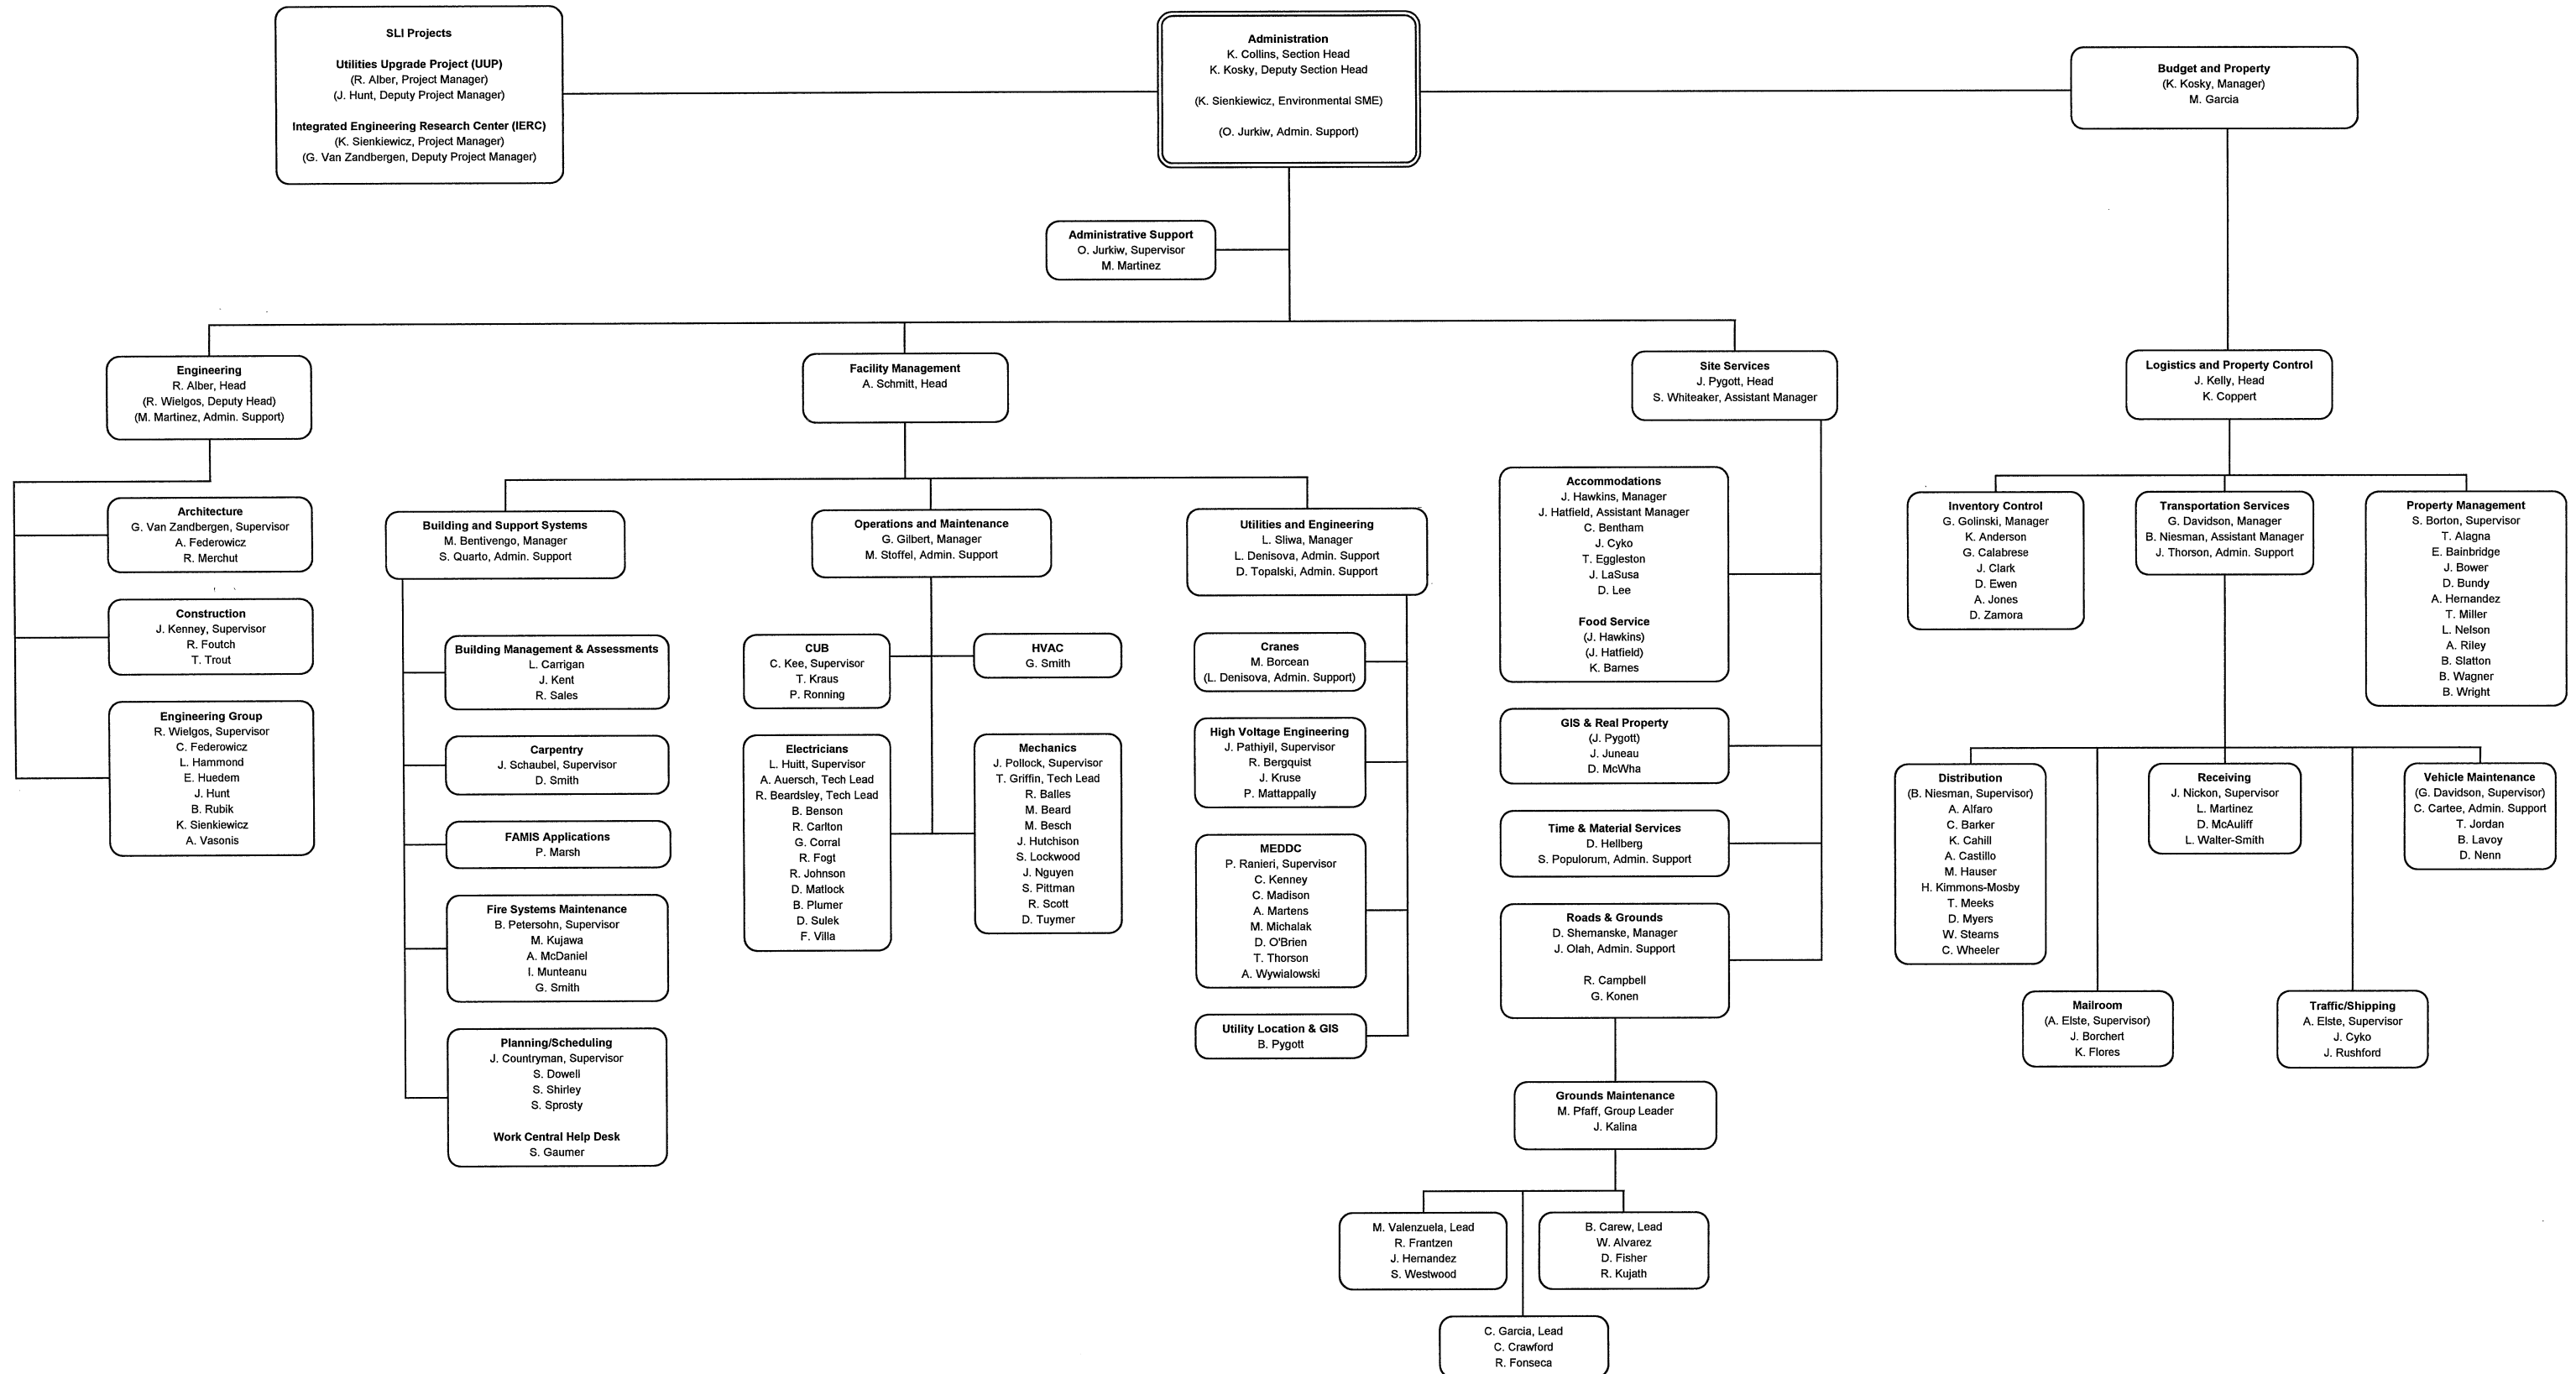 SLI Projects
Utilities Upgrade Project (UUP)
(R. Alber, Project Manager)
(J. Hunt, Deputy Project Manager)
Integrated Engineering Research Center (IERC)
(K. Sienkiewicz, Project Manager)
(G. Van Zandbergen, Deputy Project Manager)
Administration
K. Collins, Section Head
K. Kosky, Deputy Section Head
(K. Sienkiewicz, Environmental SME)
(O. Jurkiw, Admin. Support)
Budget and Property
(K. Kosky, Manager)
M. Garcia
Administrative Support
O. Jurkiw, Supervisor
M. Martinez
Engineering
R. Alber, Head
(R. Wielgos, Deputy Head)
(M. Martinez, Admin. Support)
Facility Management
A. Schmitt, Head
Site Services
J. Pygott, Head
S. Whiteaker, Assistant Manager
Logistics and Property Control
J. Kelly, Head
K. Coppert
Architecture
G. Van Zandbergen, Supervisor
A. Federowicz
R. Merchut
Construction
J. Kenney, Supervisor
R. Foutch
T. Trout
Engineering Group
R. Wielgos, Supervisor
C. Federowicz
L. Hammond
E. Huedem
J. Hunt
B. Rubik
K. Sienkiewicz
A. Vasonis
Building and Support Systems
M. Bentivengo, Manager
S. Quarto, Admin. Support
Building Management & Assessments
L. Carrigan
J. Kent
R. Sales
Carpentry
J. Schaubel, Supervisor
D. Smith
FAMIS Applications
P. Marsh
Fire Systems Maintenance
B. Petersohn, Supervisor
M. Kujawa
A. McDaniel
I. Munteanu
G. Smith
Planning/Scheduling
J. Countryman, Supervisor
S. Dowell
S. Shirley
S. Sprosty
Work Central Help Desk
S. Gaumer
Operations and Maintenance
G. Gilbert, Manager
M. Stoffel, Admin. Support
CUB
C. Kee, Supervisor
T. Kraus
P. Ronning
HVAC
G. Smith
Electricians
L. Huitt, Supervisor
A. Auersch, Tech Lead
R. Beardsley, Tech Lead
B. Benson
R. Carlton
G. Corral
R. Fogt
R. Johnson
D. Matlock
B. Plumer
D. Sulek
F. Villa
Mechanics
J. Pollock, Supervisor
T. Griffin, Tech Lead
R. Balles
M. Beard
M. Besch
J. Hutchison
S. Lockwood
J. Nguyen
S. Pittman
R. Scott
D. Tuymer
Utilities and Engineering
L. Sliwa, Manager
L. Denisova, Admin. Support
D. Topalski, Admin. Support
Cranes
M. Borcean
(L. Denisova, Admin. Support)
High Voltage Engineering
J. Pathiyil, Supervisor
R. Bergquist
J. Kruse
P. Mattappally
MEDDC
P. Ranieri, Supervisor
C. Kenney
C. Madison
A. Martens
M. Michalak
D. O'Brien
T. Thorson
A. Wywialowski
Utility Location & GIS
B. Pygott
Accommodations
J. Hawkins, Manager
J. Hatfield, Assistant Manager
C. Bentham
J. Cyko
T. Eggleston
J. LaSusa
D. Lee
Food Service
(J. Hawkins)
(J. Hatfield)
K. Barnes
GIS & Real Property
(J. Pygott)
J. Juneau
D. McWha
Time & Material Services
D. Hellberg
S. Populorum, Admin. Support
Roads & Grounds
D. Shemanske, Manager
J. Olah, Admin. Support
R. Campbell
G. Konen
Grounds Maintenance
M. Pfaff, Group Leader
J. Kalina
M. Valenzuela, Lead
R. Frantzen
J. Hernandez
S. Westwood
B. Carew, Lead
W. Alvarez
D. Fisher
R. Kujath
C. Garcia, Lead
C. Crawford
R. Fonseca
Inventory Control
G. Golinski, Manager
K. Anderson
G. Calabrese
J. Clark
D. Ewen
A. Jones
D. Zamora
Transportation Services
G. Davidson, Manager
B. Niesman, Assistant Manager
J. Thorson, Admin. Support
Property Management
S. Borton, Supervisor
T. Alagna
E. Bainbridge
J. Bower
D. Bundy
A. Hernandez
T. Miller
L. Nelson
A. Riley
B. Slatton
B. Wagner
B. Wright
Distribution
(B. Niesman, Supervisor)
A. Alfaro
C. Barker
K. Cahill
A. Castillo
M. Hauser
H. Kimmons-Mosby
T. Meeks
D. Myers
W. Stearns
C. Wheeler
Receiving
J. Nickon, Supervisor
L. Martinez
D. McAuliff
L. Walter-Smith
Vehicle Maintenance
(G. Davidson, Supervisor)
C. Cartee, Admin. Support
T. Jordan
B. Lavoy
D. Nenn
Mailroom
(A. Elste, Supervisor)
J. Borchert
K. Flores
Traffic/Shipping
A. Elste, Supervisor
J. Cyko
J. Rushford